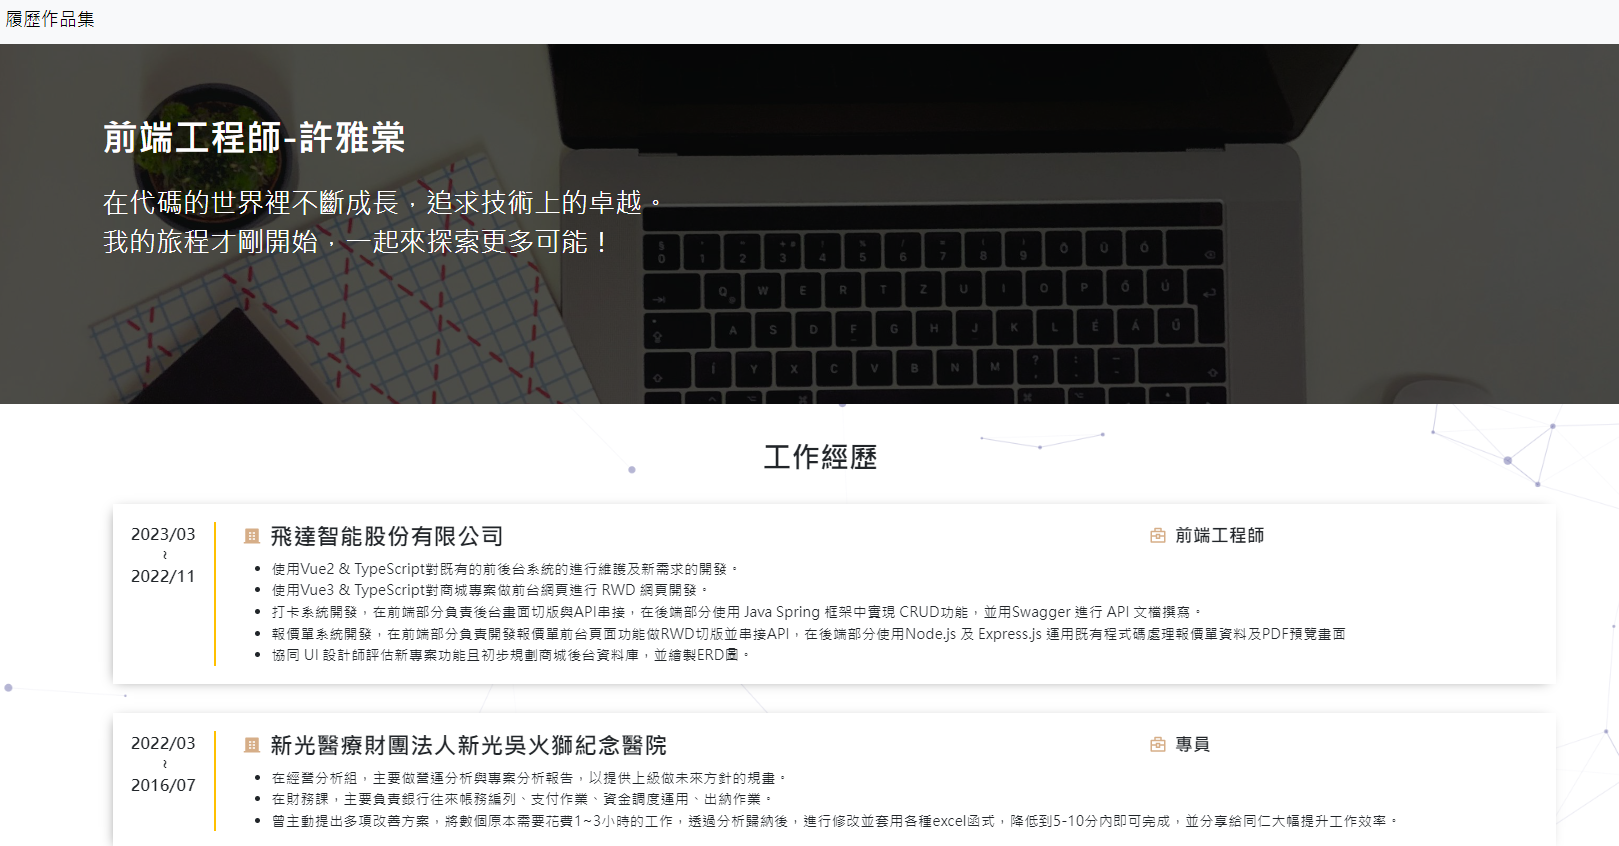 履歷作品集
前端工程師-許雅棠
在代碼的世界裡不斷成長，追求技術上的卓越。
我的旅程才剛開始，一起來探索更多可能！
工作經歷
2023/03
~
2022/11
飛達智能股份有限公司
前端工程師
使用Vue2 & TypeScript對既有的前後台系統的進行維護及新需求的開發。
使用Vue3 & TypeScript對商城專案做前台網頁進行 RWD 網頁開發。
打卡系統開發，在前端部分負責後台畫面切版與API串接，在後端部分使用 Java Spring 框架中實現 CRUD功能，並用Swagger 進行 API 文檔撰寫。
報價單系統開發，在前端部分負責開發報價單前台頁面功能做RWD切版並串接API，在後端部分使用Node.js 及 Express.js 運用既有程式碼處理報價單資料及PDF預覽畫面
協同 UI 設計師評估新專案功能且初步規劃商城後台資料庫，並繪製ERD圖。
2022/03
~
2016/07
新光醫療財團法人新光吳火獅紀念醫院
專員
在經營分析組，主要做營運分析與專案分析報告，以提供上級做未來方針的規畫。
在財務課，主要負責銀行往來帳務編列、支付作業、資金調度運用、出納作業。
曾主動提出多項改善方案，將數個原本需要花費1~3小時的工作，透過分析歸納後，進行修改並套用各種excel函式，降低到5-10分內即可完成，並分享給同仁大幅提升工作效率。